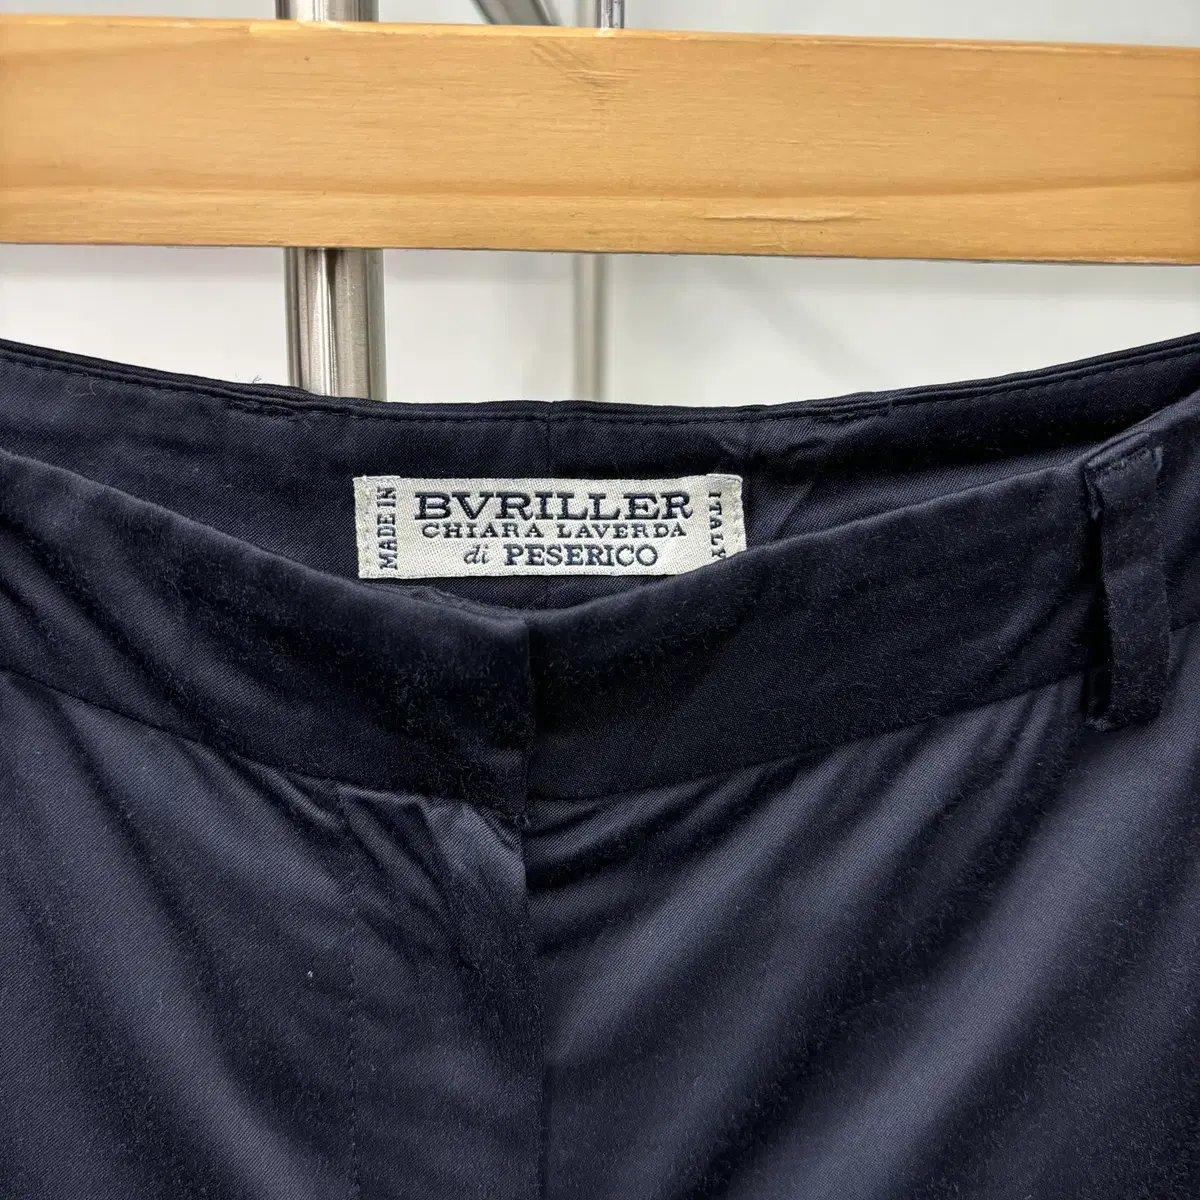 MADE IN
BVRILLER
CHIARA LAVERDA
di PESERICO
ITALY